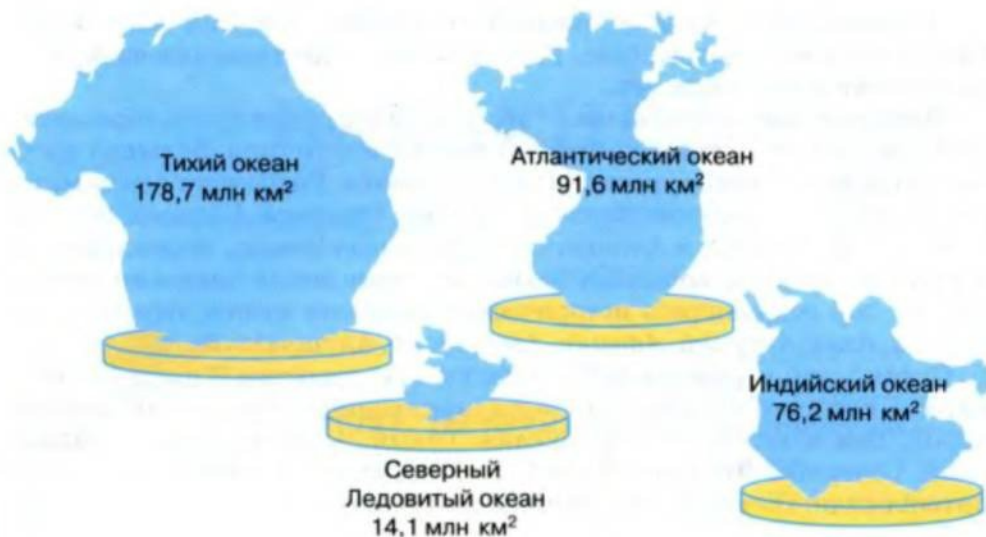 Тихий океан
178,7 млн км²
Атлантический океан
91,6 млн км²
Северный
Ледовитый океан
14,1 млн км²
Индийский океан
76,2 млн км²